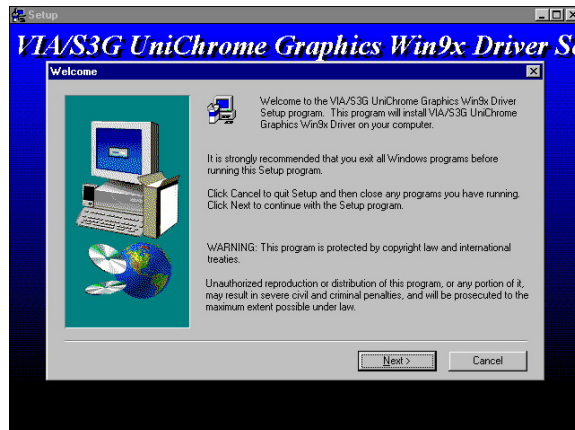 Setup
VIA/S3G UniChrome Graphics Win9x Driver S
Welcome
Welcome to the VIA/S3G UniChrome Graphics Win9x Driver
Setup program. This program will install VIA/S3G UniChrome
Graphics Win9x Driver on your computer.
It is strongly recommended that you exit all Windows programs before
running this Setup program.
Click Cancel to quit Setup and then close any programs you have running.
Click Next to continue with the Setup program.
WARNING: This program is protected by copyright law and international
treaties.
Unauthorized reproduction or distribution of this program, or any portion of it,
may result in severe civil and criminal penalties, and will be prosecuted to the
maximum extent possible under law.
Next >
Cancel